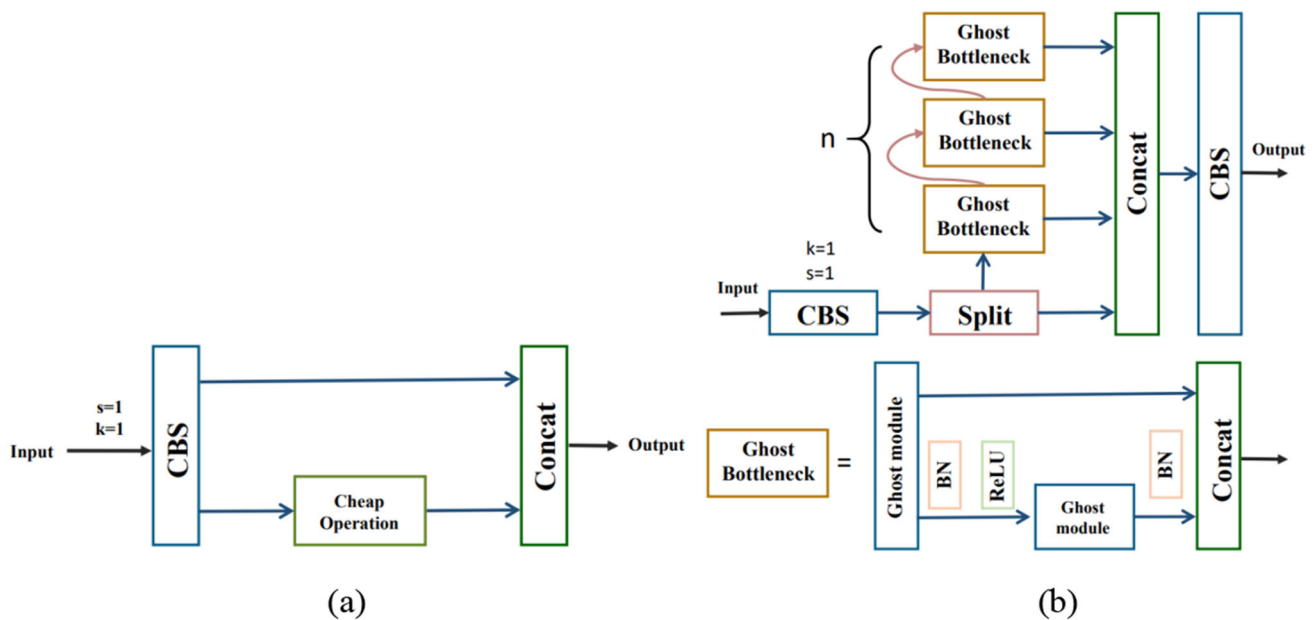 s=1
k=1
Input
CBS
Cheap
Operation
Concat
Output
(a)
Ghost
Bottleneck
Ghost
Bottleneck
Ghost
Bottleneck
n
k=1
s=1
Input
CBS
Split
Concat
CBS
Output
Ghost
Bottleneck
=
Ghost module
BN
ReLU
Ghost
module
BN
Concat
(b)